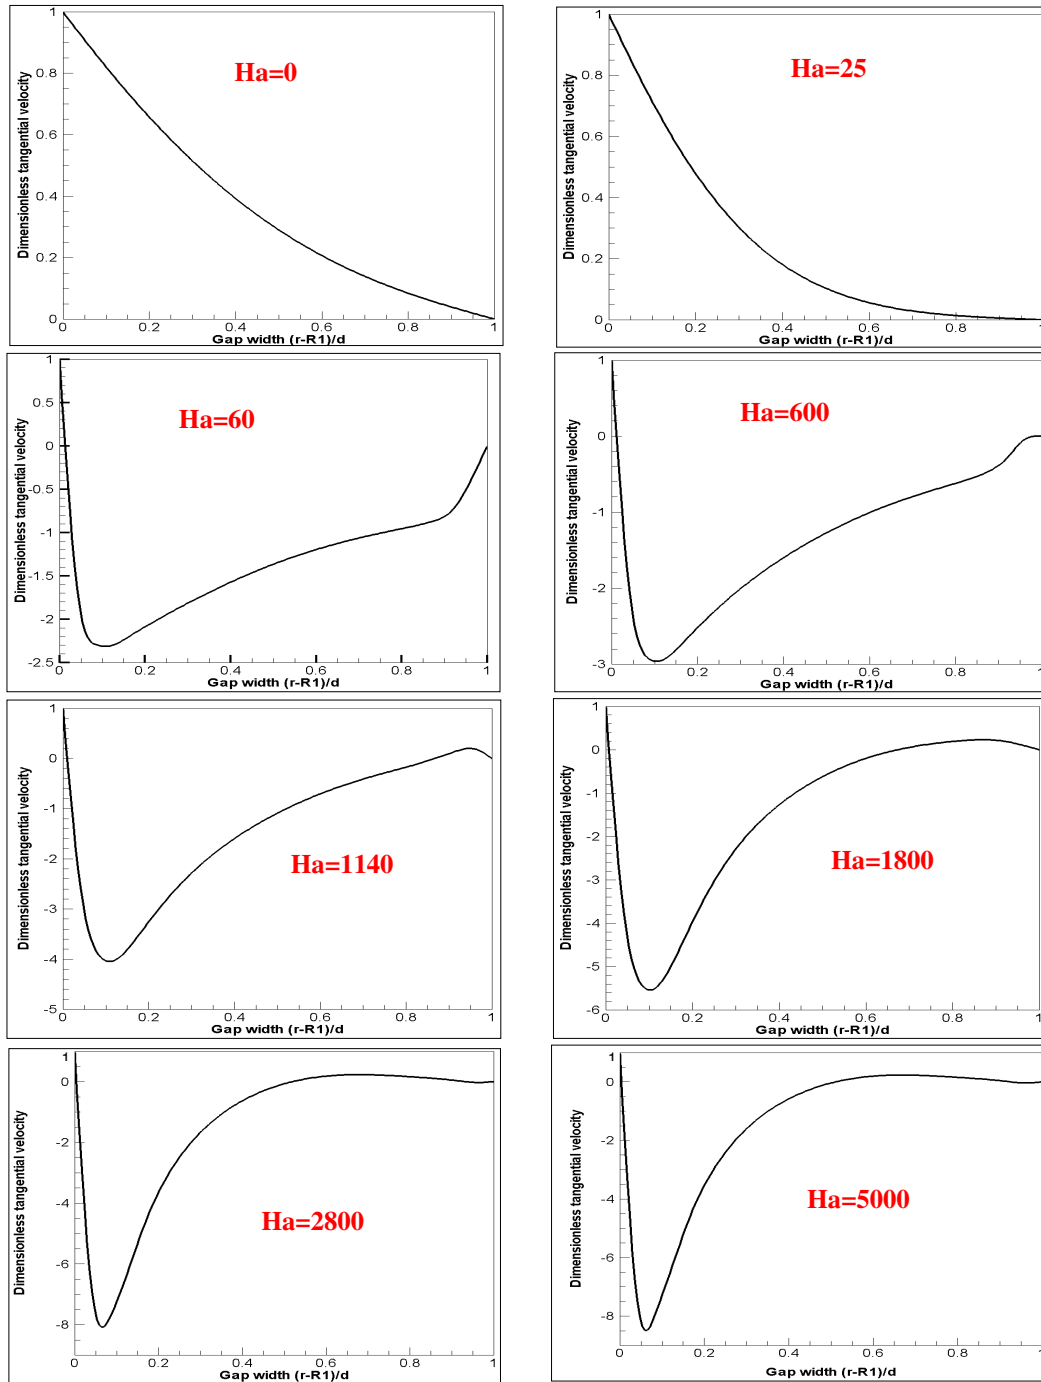 Dimensionless tangential velocity
1
0.8
0.6
0.4
0.2
0
Ha=0
0 0.2 0.4 0.6 0.8 1
Gap width (r-R1)/d
Dimensionless tangential velocity
1
0.8
0.6
0.4
0.2
0
Ha=25
0 0.2 0.4 0.6 0.8 1
Gap width (r-R1)/d
Dimensionless tangential velocity
1
0.5
0
-0.5
-1
-1.5
-2
-2.5
Ha=60
0 0.2 0.4 0.6 0.8 1
Gap width (r-R1)/d
Dimensionless tangential velocity
1
0
-1
-2
-3
Ha=600
0 0.2 0.4 0.6 0.8 1
Gap width (r-R1)/d
Dimensionless tangential velocity
1
0
-1
-2
-3
-4
-5
Ha=1140
0 0.2 0.4 0.6 0.8 1
Gap width (r-R1)/d
Dimensionless tangential velocity
1
0
-1
-2
-3
-4
-5
-6
Ha=1800
0 0.2 0.4 0.6 0.8 1
Gap width (r-R1)/d
Dimensionless tangential velocity
1
0
-2
-4
-6
-8
Ha=2800
0 0.2 0.4 0.6 0.8 1
Gap width (r-R1)/d
Dimensionless tangential velocity
1
0
-2
-4
-6
-8
Ha=5000
0 0.2 0.4 0.6 0.8 1
Gap width (r-R1)/d